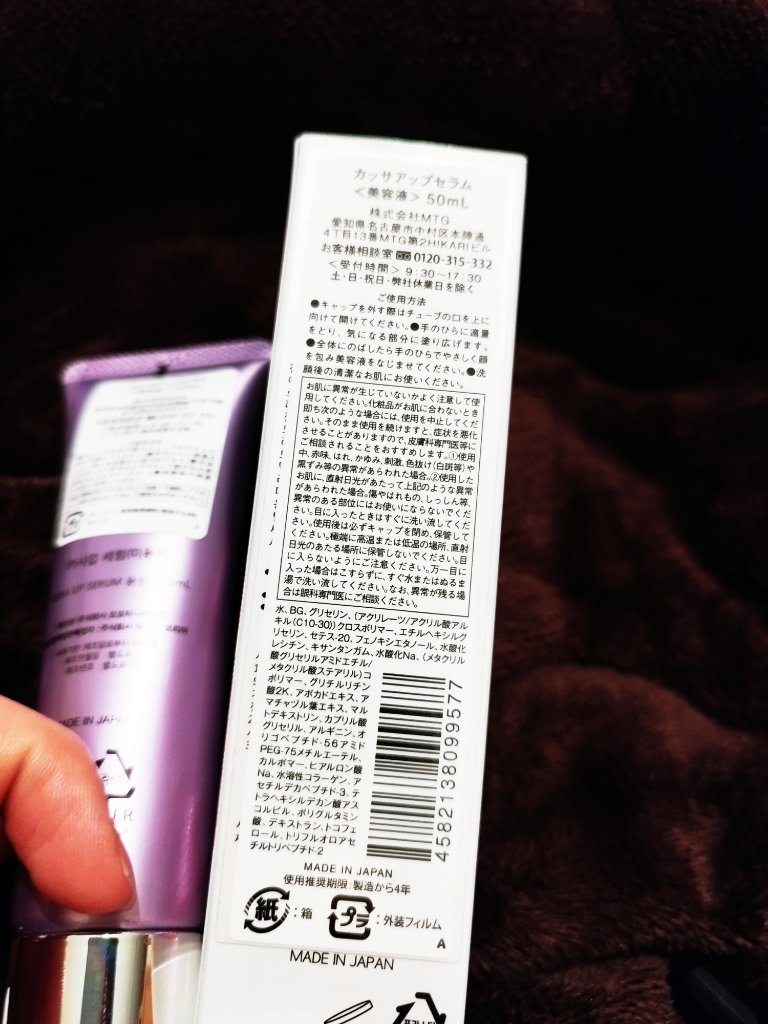 カッサアップセラム
＜美容液＞ 50mL
株式会社MTG
愛知県名古屋市中村区本陣通
4丁目13番MTG第2HIKARIビル
お客様相談室 0120-315-332
＜受付時間＞ 9:30〜17:30
土・日・祝日・弊社休業日を除く
ご使用方法
●キャップを外す際はチューブの口を上に
向けて開けてください。●手のひらに適量
をとり、気になる部分に塗り広げます。
●全体にのばしたら手のひらでやさしく顔
を包み美容液をなじませてください。●洗
顔後の清潔なお肌にお使いください。
お肌に異常が生じていないかよく注意して使
用してください。化粧品がお肌に合わないとき
即ち次のような場合には、使用を中止してくだ
さい。そのまま使用を続けますと、症状を悪化
させることがありますので、皮膚科専門医等に
ご相談されることをおすすめします。①使用
中、赤味、はれ、かゆみ、刺激、色抜け(白斑等)や
黒ずみ等の異常があらわれた場合。②使用した
お肌に、直射日光があたって上記のような異常
があらわれた場合。傷やはれもの、しっしん等、
異常のある部位にはお使いにならないでくだ
さい。目に入ったときはすぐに洗い流してくだ
さい。使用後は必ずキャップを閉め、保管して
ください。極端に高温または低温の場所、直射
日光のあたる場所に保管しないでください。目
に入らないようにご注意ください。万一目に
入った場合はこすらずに、すぐ水またはぬるま
湯で洗い流してください。なお、異常が残る場
合は眼科専門医にご相談ください。
水、BG、グリセリン、(アクリレーツ/アクリル酸アル
キル(C10-30))クロスポリマー、エチルヘキシルグ
リセリン、セテス-20、フェノキシエタノール、水酸化
レシチン、キサンタンガム、水酸化Na、(メタクリル
酸グリセリルアミドエチル/
メタクリル酸ステアリル)コ
ポリマー、グリチルリチン
酸2K、アボカドエキス、ア
マチャヅル葉エキス、マル
トデキストリン、カプリル酸
グリセリル、アルギニン、オ
リゴペプチド-56アミド
PEG-75メチルエーテル、
カルボマー、ヒアルロン酸
Na、水溶性コラーゲン、ア
セチルデカペプチド-3、テ
トラヘキシルデカン酸アス
コルビル、ポリグルタミン
酸、デキストラン、トコフェ
ロール、トリフルオロアセ
チルトリペプチド-2
4582138099577
MADE IN JAPAN
使用推奨期限：製造から4年
紙：箱 プラ：外装フィルム
A
MADE IN JAPAN
카사업 세럼(미
UP SERUM
MADE IN JAPAN